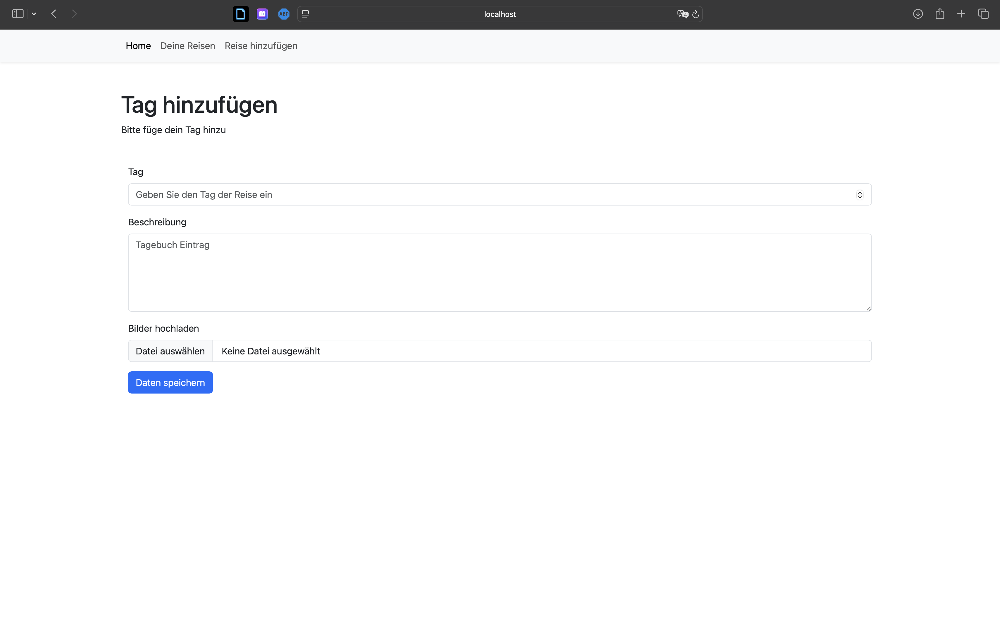 ABP
localhost
Home
Deine Reisen
Reise hinzufügen
Tag hinzufügen
Bitte füge dein Tag hinzu
Tag
Geben Sie den Tag der Reise ein
Beschreibung
Tagebuch Eintrag
Bilder hochladen
Datei auswählen
Keine Datei ausgewählt
Daten speichern